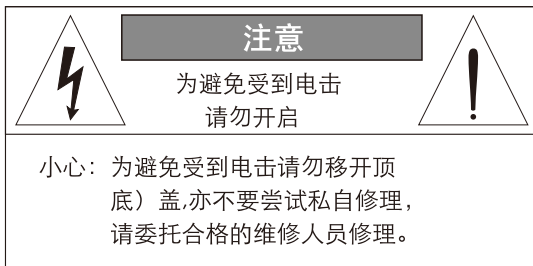 注意
为避免受到电击
请勿开启
小心：为避免受到电击请勿移开顶
底）盖,亦不要尝试私自修理，
请委托合格的维修人员修理。